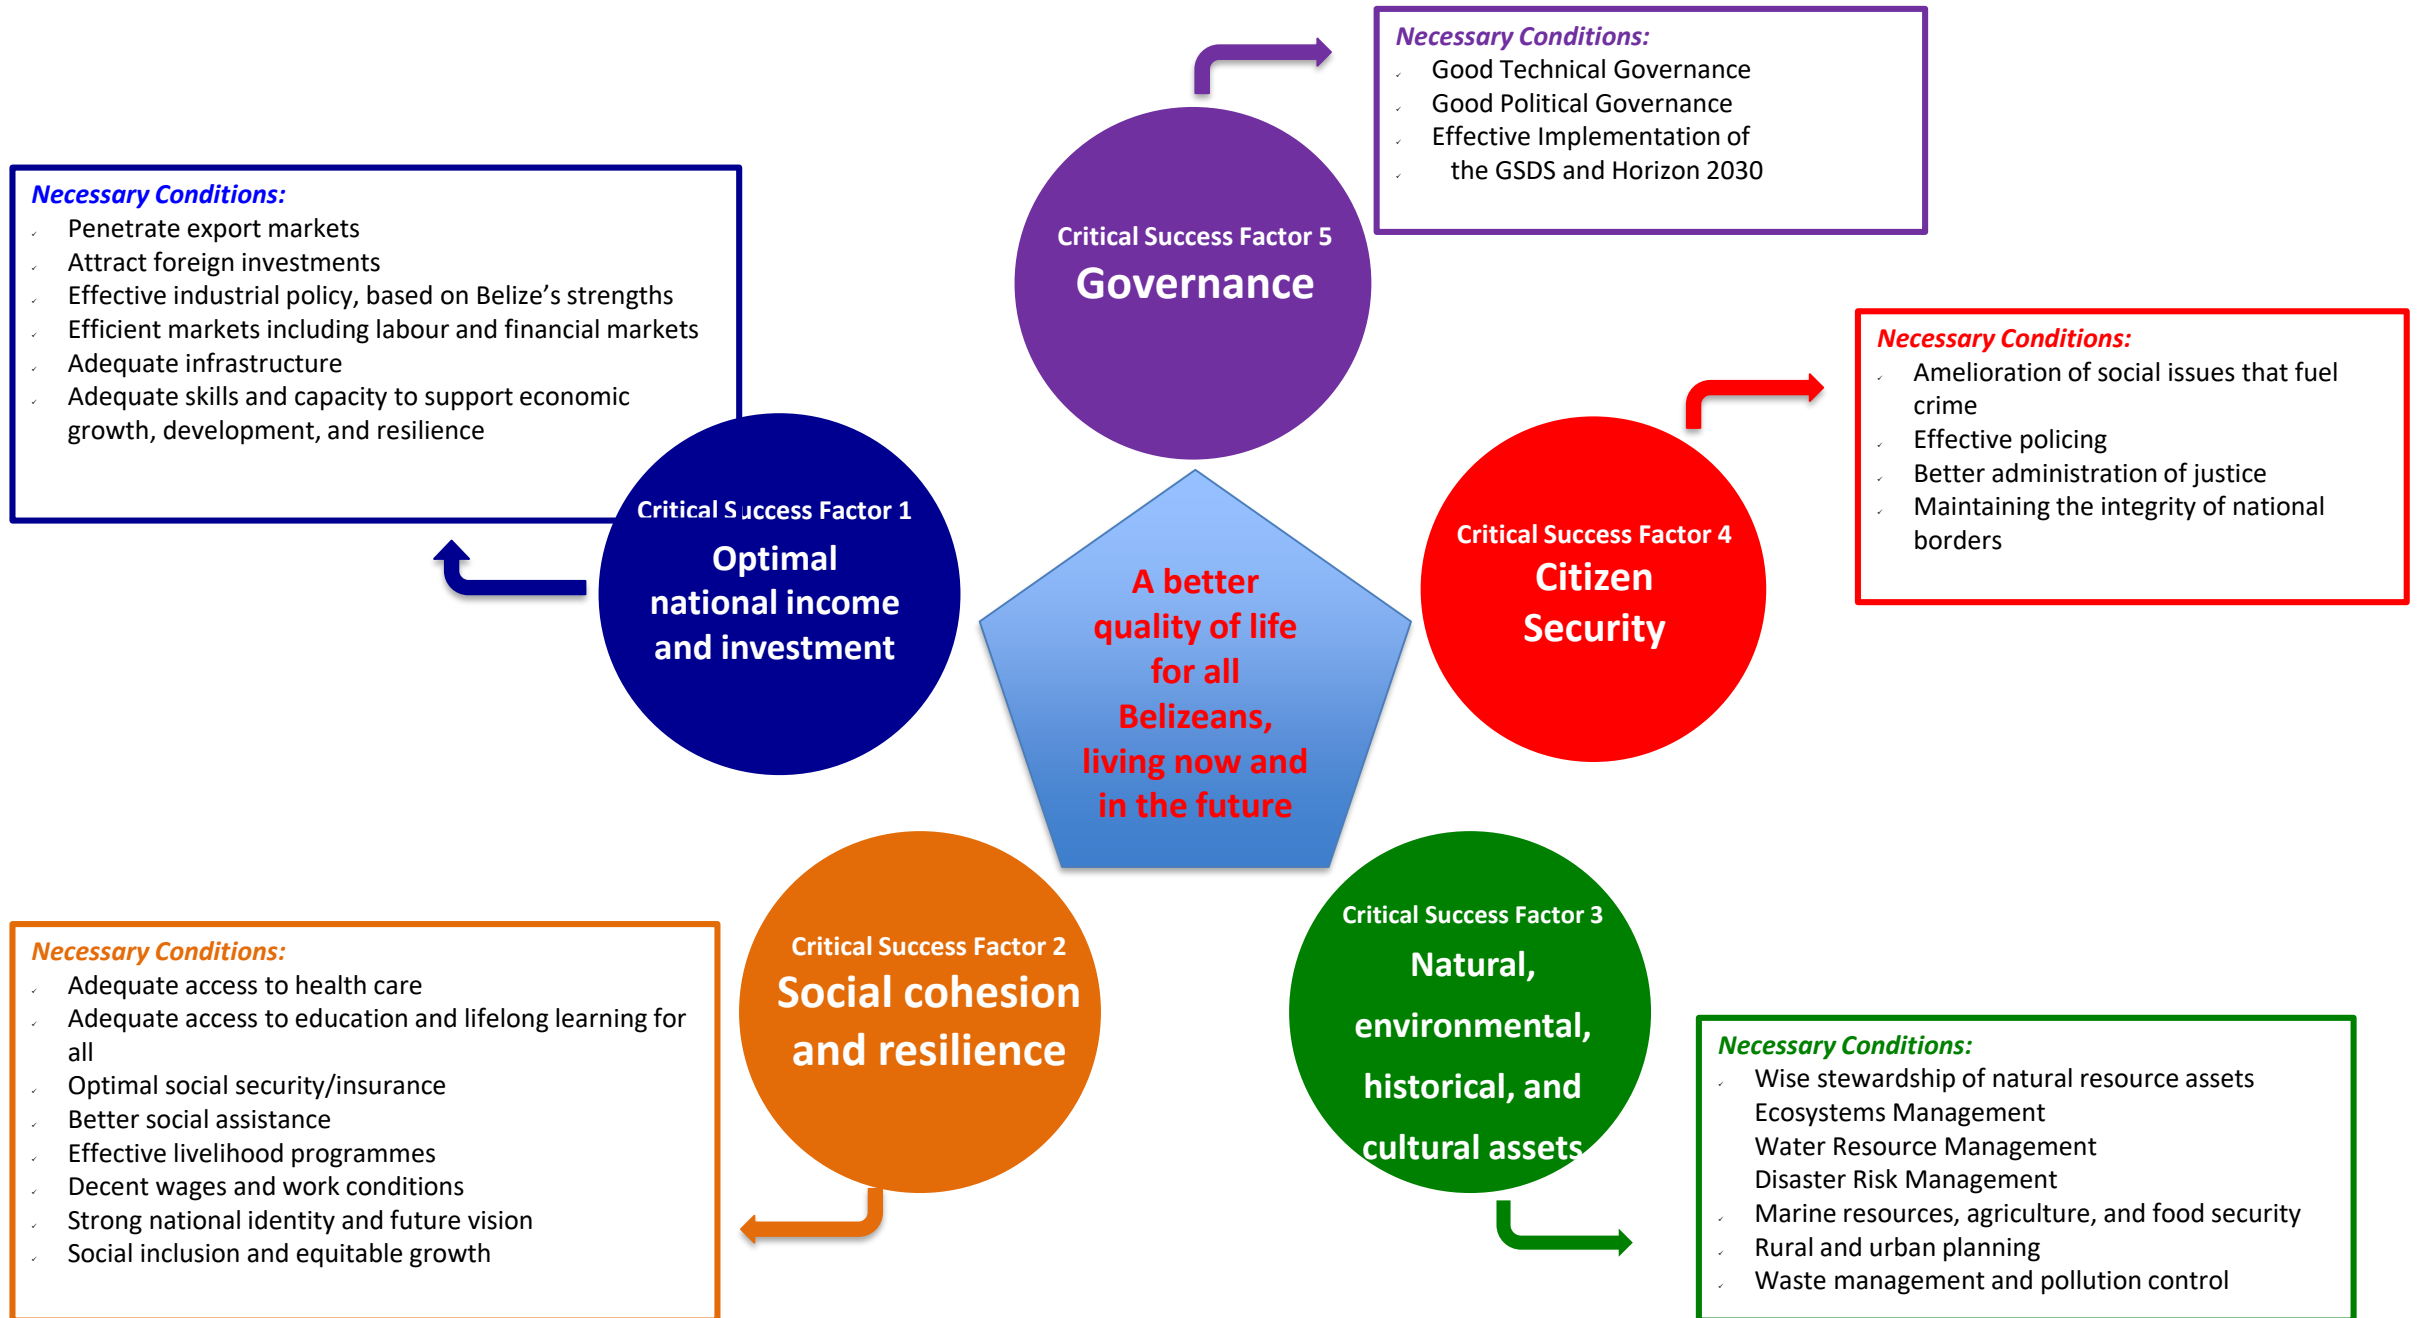 Necessary Conditions:
✓ Good Technical Governance
✓ Good Political Governance
✓ Effective Implementation of
✓ the GSDS and Horizon 2030
Necessary Conditions:
✓ Penetrate export markets
✓ Attract foreign investments
✓ Effective industrial policy, based on Belize’s strengths
✓ Efficient markets including labour and financial markets
✓ Adequate infrastructure
✓ Adequate skills and capacity to support economic
growth, development, and resilience
Critical Success Factor 5
Governance
Necessary Conditions:
✓ Amelioration of social issues that fuel
crime
✓ Effective policing
✓ Better administration of justice
✓ Maintaining the integrity of national
borders
Critical Success Factor 1
Optimal
national income
and investment
A better
quality of life
for all
Belizeans,
living now and
in the future
Critical Success Factor 4
Citizen
Security
Critical Success Factor 2
Social cohesion
and resilience
Critical Success Factor 3
Natural,
environmental,
historical, and
cultural assets
Necessary Conditions:
✓ Adequate access to health care
✓ Adequate access to education and lifelong learning for
all
✓ Optimal social security/insurance
✓ Better social assistance
✓ Effective livelihood programmes
✓ Decent wages and work conditions
✓ Strong national identity and future vision
✓ Social inclusion and equitable growth
Necessary Conditions:
✓ Wise stewardship of natural resource assets
Ecosystems Management
Water Resource Management
Disaster Risk Management
✓ Marine resources, agriculture, and food security
✓ Rural and urban planning
✓ Waste management and pollution control